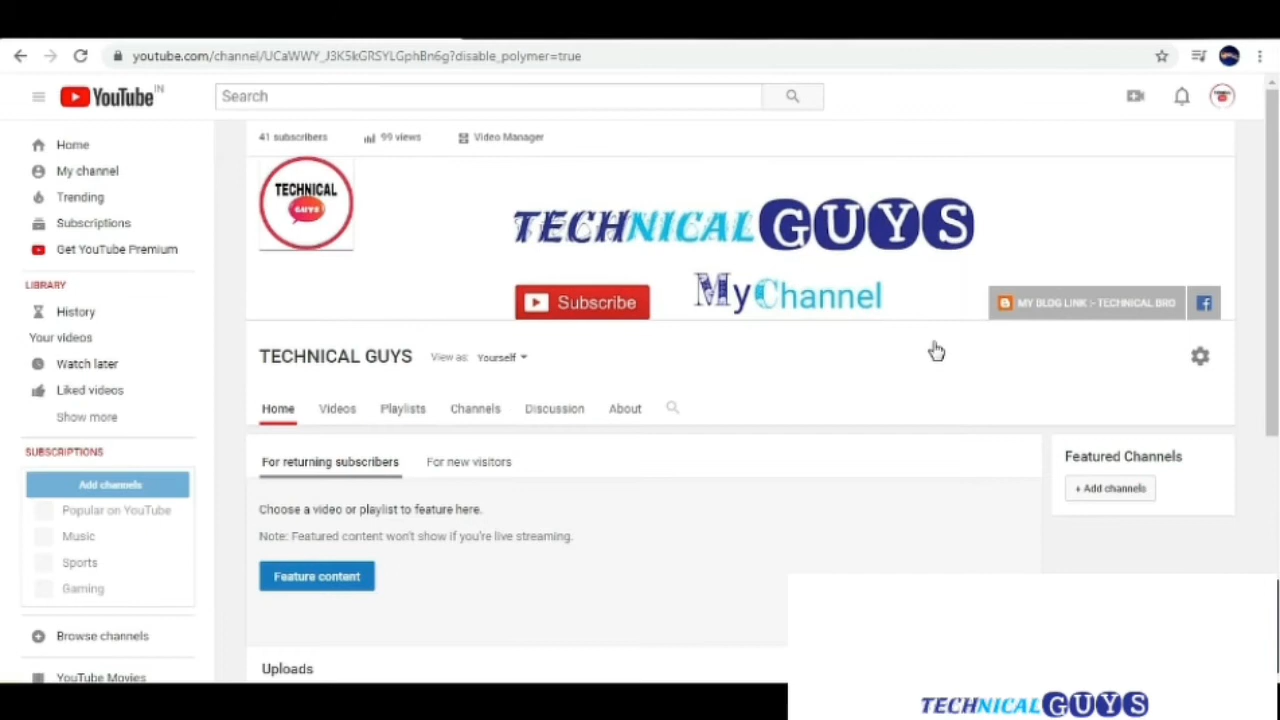 youtube.com/channel/UCaWWY_J3K5kGRSYLGphBn6g?disable_polymer=true
YouTube IN
Search
41 subscribers
99 views
Video Manager
Home
My channel
Trending
Subscriptions
Get YouTube Premium
LIBRARY
History
Your videos
Watch later
Liked videos
Show more
SUBSCRIPTIONS
Add channels
Popular on YouTube
Music
Sports
Gaming
Browse channels
YouTube Movies
TECHNICAL
GUYS
TECHNICAL GUYS
My Channel
Subscribe
MY BLOG LINK :- TECHNICAL BRO
TECHNICAL GUYS
View as: Yourself
Home Videos Playlists Channels Discussion About
For returning subscribers
For new visitors
Choose a video or playlist to feature here.
Note: Featured content won't show if you're live streaming.
Feature content
Uploads
Featured Channels
+ Add channels
TECHNICAL GUYS